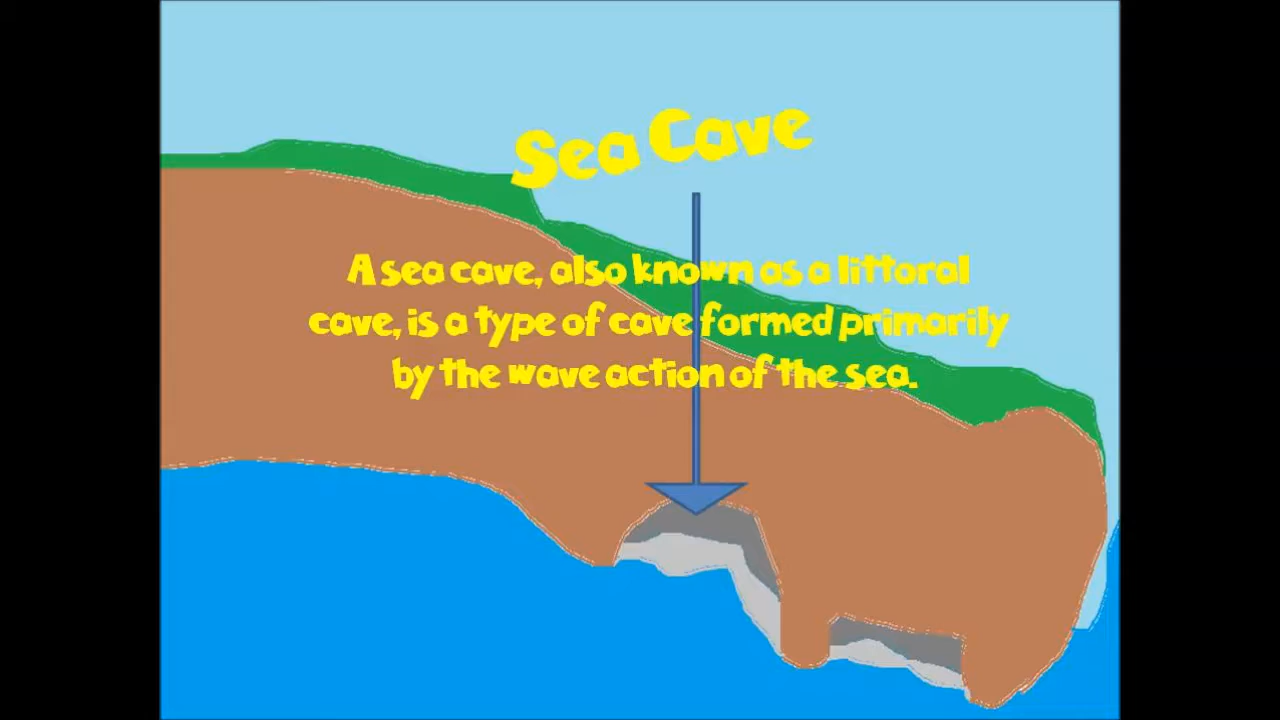 Sea Cave
A sea cave, also known as a littoral
cave, is a type of cave formed primarily
by the wave action of the sea.